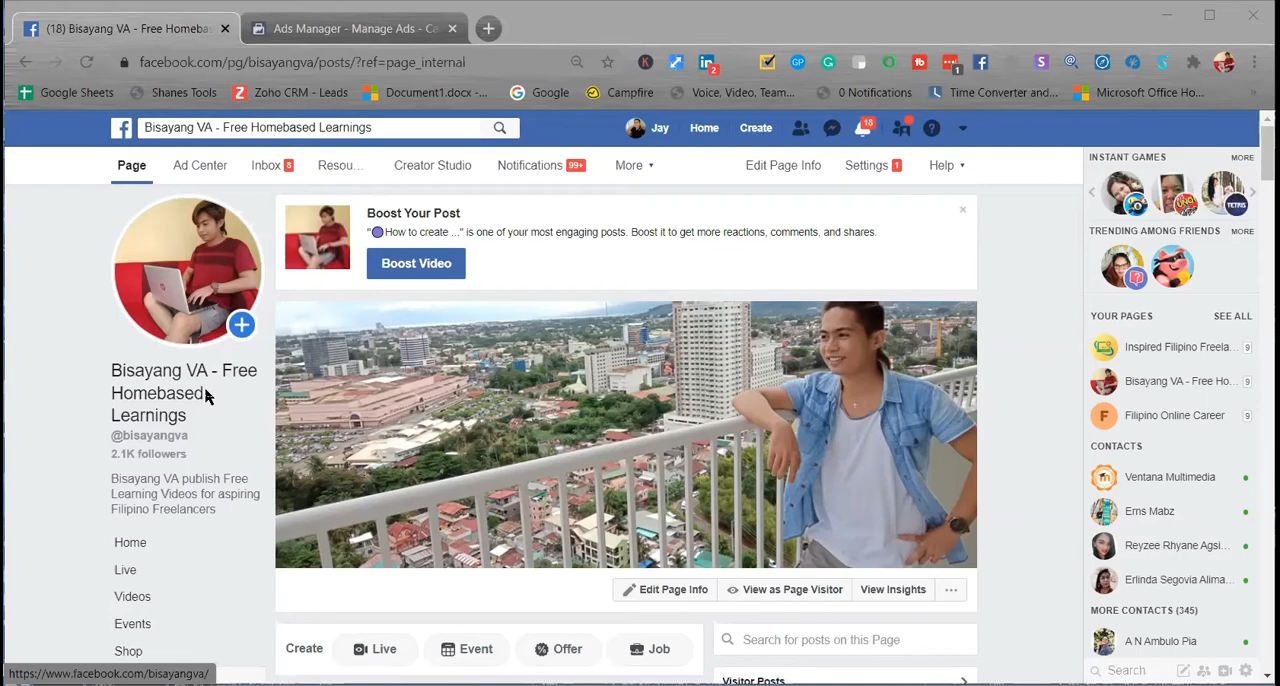 (18) Bisayang VA - Free Homeba
Ads Manager - Manage Ads - Ca
facebook.com/pg/bisayangva/posts/?ref=page_internal
2
1
Google Sheets
Shanes Tools
Zoho CRM - Leads
Document1.docx -...
Google
Campfire
Voice, Video, Team...
0 Notifications
Time Converter and...
Microsoft Office Ho...
Bisayang VA - Free Homebased Learnings
Jay
Home
Create
18
Page
Ad Center
Inbox 8
Resou...
Creator Studio
Notifications 99+
More
Edit Page Info
Settings 1
Help
Boost Your Post
"How to create ..." is one of your most engaging posts. Boost it to get more reactions, comments, and shares.
Boost Video
Bisayang VA - Free
Homebased
Learnings
@bisayangva
2.1K followers
Bisayang VA publish Free
Learning Videos for aspiring
Filipino Freelancers
Home
Live
Videos
Events
Shop
https://www.facebook.com/bisayangva/
Edit Page Info
View as Page Visitor
View Insights
Create
Live
Event
Offer
Job
Search for posts on this Page
Visitor Posts
INSTANT GAMES
MORE
UNO
TETRIS
TRENDING AMONG FRIENDS
MORE
YOUR PAGES
SEE ALL
Inspired Filipino Freela... 9
Bisayang VA - Free Ho... 9
F
Filipino Online Career 9
CONTACTS
Ventana Multimedia
Erns Mabz
Reyzee Rhyane Agsi...
Erlinda Segovia Alima...
MORE CONTACTS (345)
A N Ambulo Pia
Search